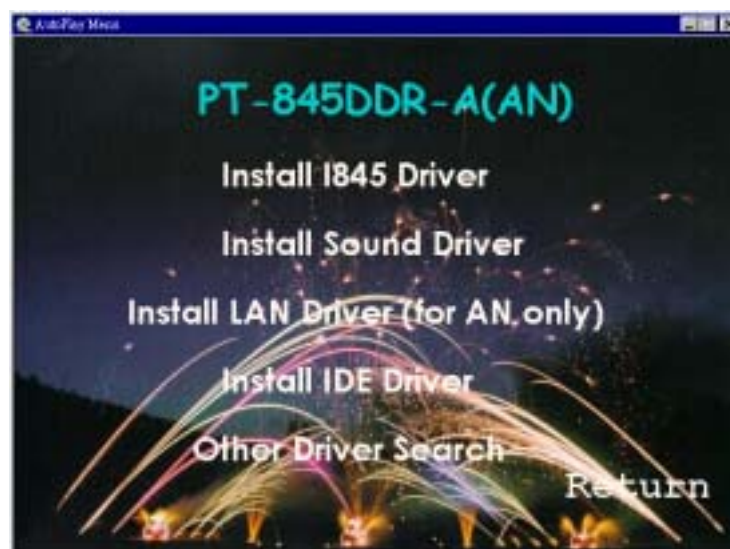 AutoPlay Menu
PT-845DDR-A(AN)
Install I845 Driver
Install Sound Driver
Install LAN Driver (for AN only)
Install IDE Driver
Other Driver Search
Return